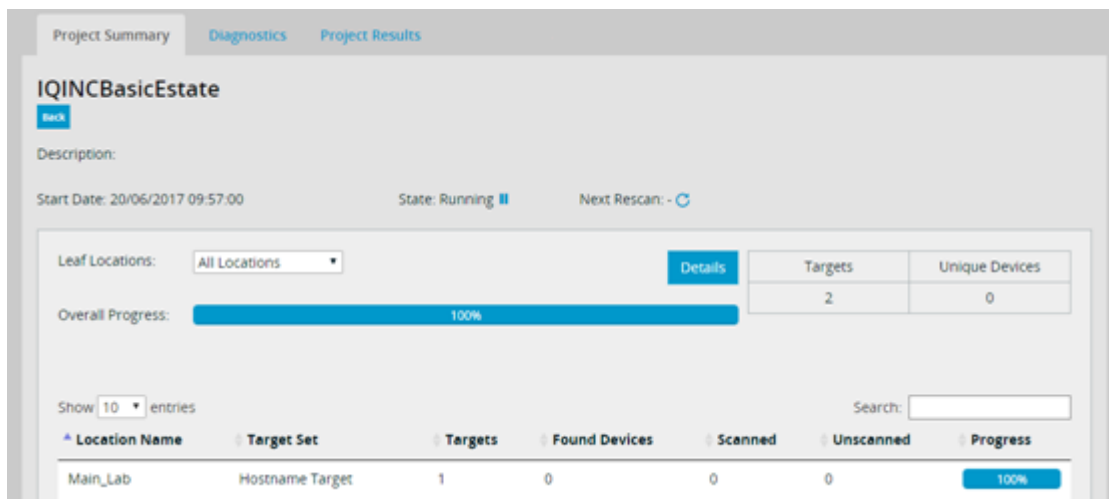 Project Summary Diagnostics Project Results
IQINCBasicEstate
Back
Description:
Start Date: 20/06/2017 09:57:00 State: Running Next Rescan: -
Leaf Locations: All Locations Details Targets Unique Devices
2 0
Overall Progress: 100%
Show 10 entries Search:
Location Name Target Set Targets Found Devices Scanned Unscanned Progress
Main_Lab Hostname Target 1 0 0 0 100%